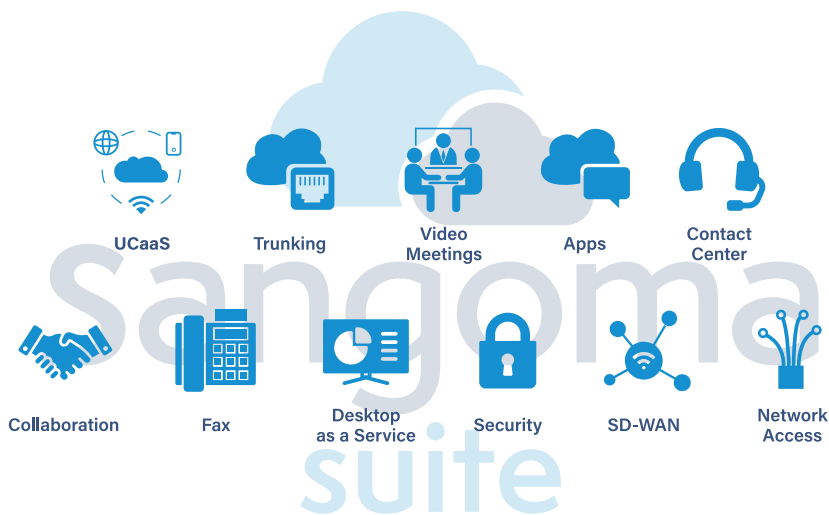 UCaaS
Trunking
Video
Meetings
Apps
Contact
Center
sangoma
Collaboration
Fax
Desktop
as a Service
Security
SD-WAN
Network
Access
suite